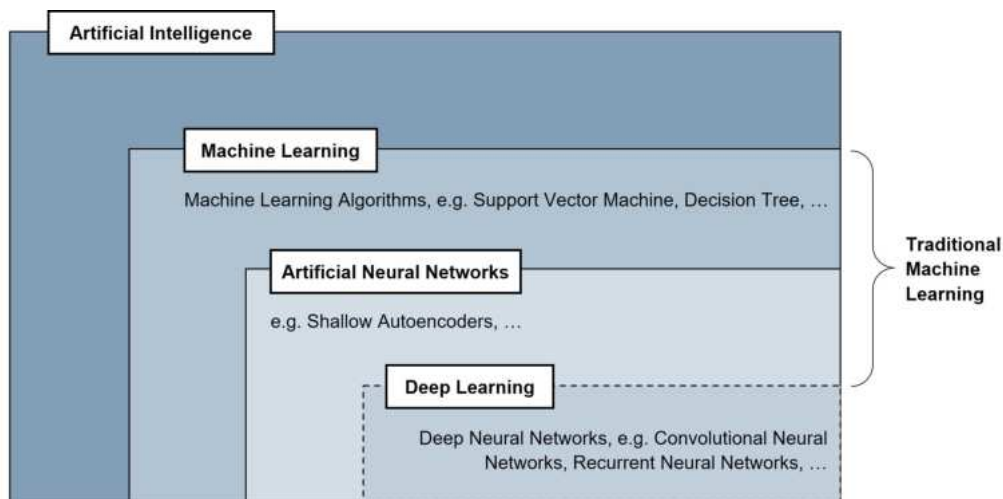 Artificial Intelligence
Machine Learning
Machine Learning Algorithms, e.g. Support Vector Machine, Decision Tree, …
Artificial Neural Networks
e.g. Shallow Autoencoders, …
Deep Learning
Deep Neural Networks, e.g. Convolutional Neural
Networks, Recurrent Neural Networks, …
Traditional
Machine
Learning